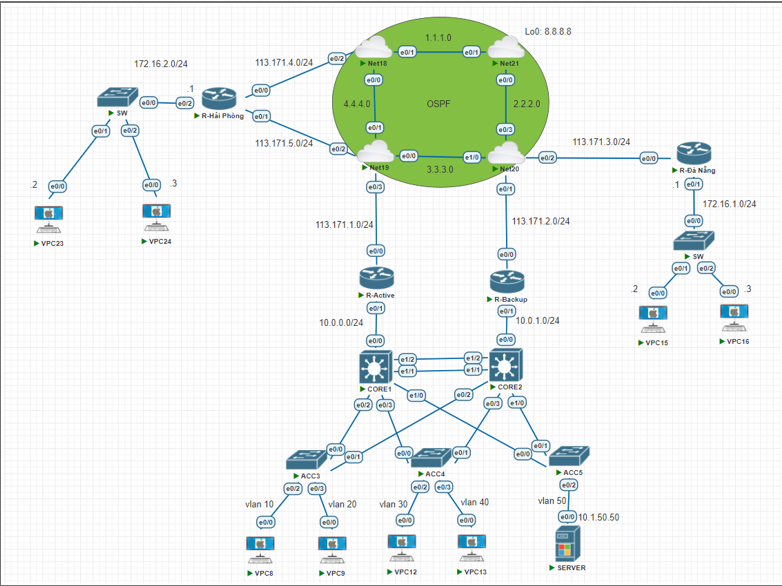 Lo0: 8.8.8.8
1.1.1.0
e0/1
e0/1
Net18
Net21
e0/2
172.16.2.0/24
113.171.4.0/24
e0/0
e0/0
.1
e0/0
e0/2
e0/0
SW
R-Hải Phòng
4.4.4.0
OSPF
2.2.2.0
e0/1
e0/2
e0/1
e0/1
e0/3
113.171.5.0/24
e0/2
113.171.3.0/24
e0/0
e1/0
e0/2
e0/0
Net19
Net20
R-Đà Nẵng
3.3.3.0
.2
e0/0
e0/0
.3
e0/3
e0/1
.1
e0/1
172.16.1.0/24
113.171.1.0/24
113.171.2.0/24
e0/0
VPC23
VPC24
e0/0
e0/0
SW
e0/1
e0/2
R-Active
R-Backup
.2
e0/0
e0/0
.3
e0/1
e0/1
10.0.0.0/24
10.0.1.0/24
e0/0
e0/0
VPC15
VPC16
e1/2
e1/2
e1/1
e1/1
CORE1
CORE2
e0/2
e0/3
e1/0
e0/2
e0/3
e1/0
e0/0
e0/1
e0/0
e0/1
e0/0
e0/1
ACC3
ACC4
ACC5
e0/2
e0/3
e0/2
e0/3
e0/2
vlan 10
vlan 20
vlan 30
vlan 40
vlan 50
e0/0
e0/0
e0/0
e0/0
e0/0
10.1.50.50
VPC8
VPC9
VPC12
VPC13
SERVER